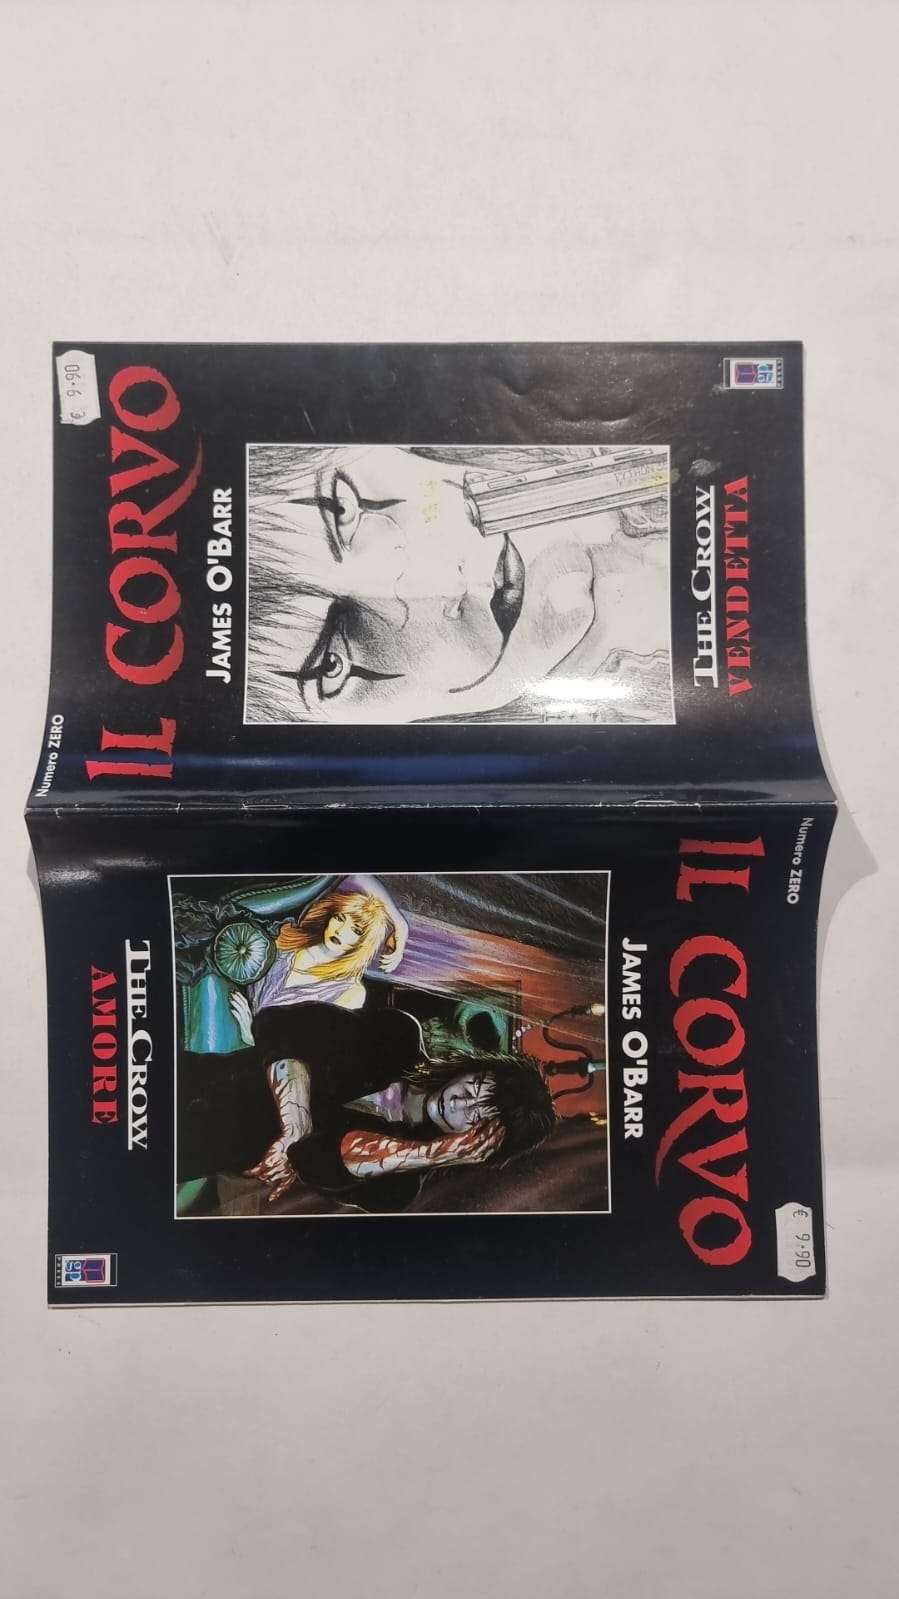 Numero ZERO
€ 9.90
IL CORVO
JAMES O'BARR
THE CROW
VENDETTA
Numero ZERO
€ 9.90
IL CORVO
JAMES O'BARR
THE CROW
AMORE
PRESS